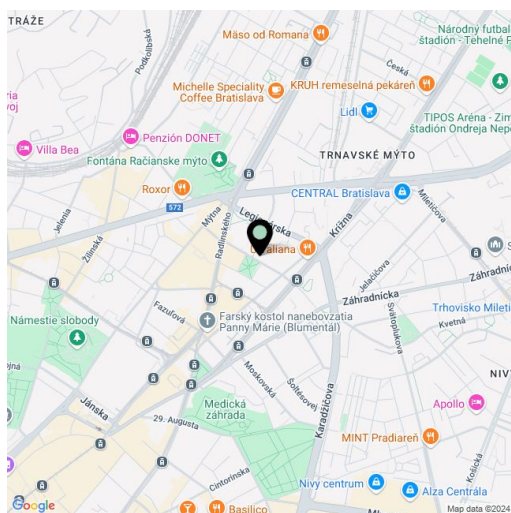 TRÁŽE
Mäso od Romana
Národný futbal
štadión - Tehelné P
Podkolibská
Česká
Michelle Speciality
Coffee Bratislava
KRUH remeselná pekáreň
Lidl
TIPOS Aréna - Zim
štadión Ondreja Nepe
Penzión DONET
Villa Bea
Fontána Račianske mýto
TRNAVSKÉ MÝTO
Roxor
CENTRAL Bratislava
572
Jelenia
Žilinská
Mýtna
Radlinského
Legionárska
Krížna
Miletičova
Záhradnícka
Jelačičova
Záhradnícka
Svätoplukova
Trhovisko Mileti
Kvetná
Fazuľová
Farský kostol nanebovzatia
Panny Márie (Blumentál)
Námestie slobody
Moskovská
Šoltésovej
Karadžičova
NIV
Jánska
Medická
záhrada
Apollo
29. Augusta
MINT Pradiareň
Košická
Cintorínska
Nivy centrum
Alza Centrála
Basilico
Google
Map data ©2024